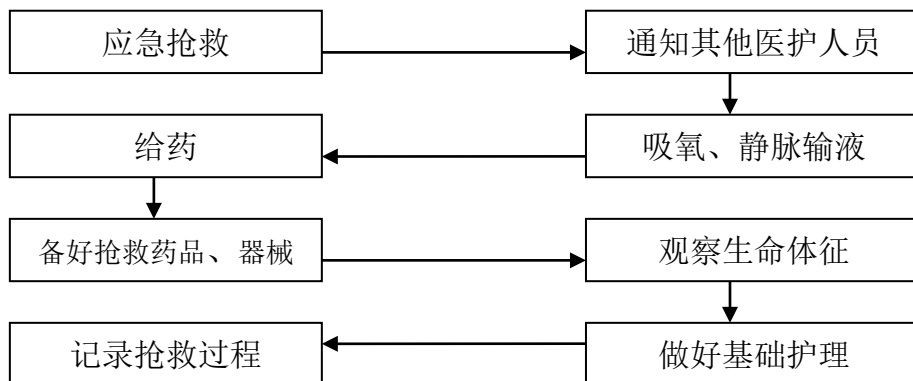 应急抢救
通知其他医护人员
给药
吸氧、静脉输液
备好抢救药品、器械
观察生命体征
记录抢救过程
做好基础护理